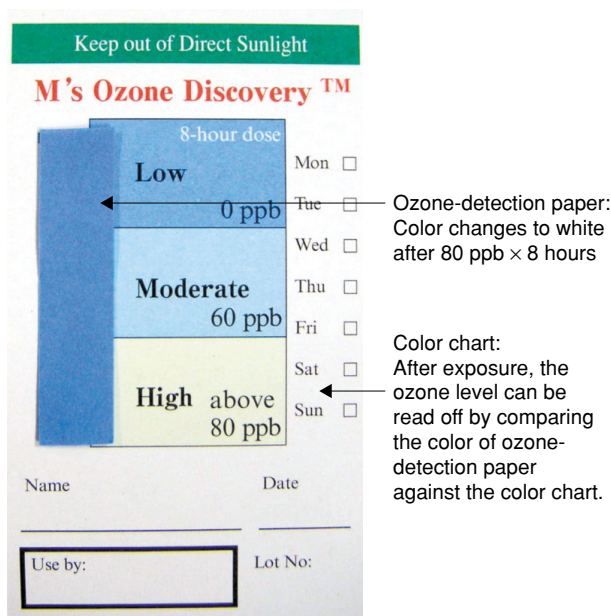 Keep out of Direct Sunlight
M's Ozone Discovery TM
8-hour dose
Low
0 ppb
Moderate
60 ppb
High above
80 ppb
Mon
Tue
Wed
Thu
Fri
Sat
Sun
Name Date
Use by: Lot No:
Ozone-detection paper:
Color changes to white
after 80 ppb × 8 hours
Color chart:
After exposure, the
ozone level can be
read off by comparing
the color of ozone-
detection paper
against the color chart.